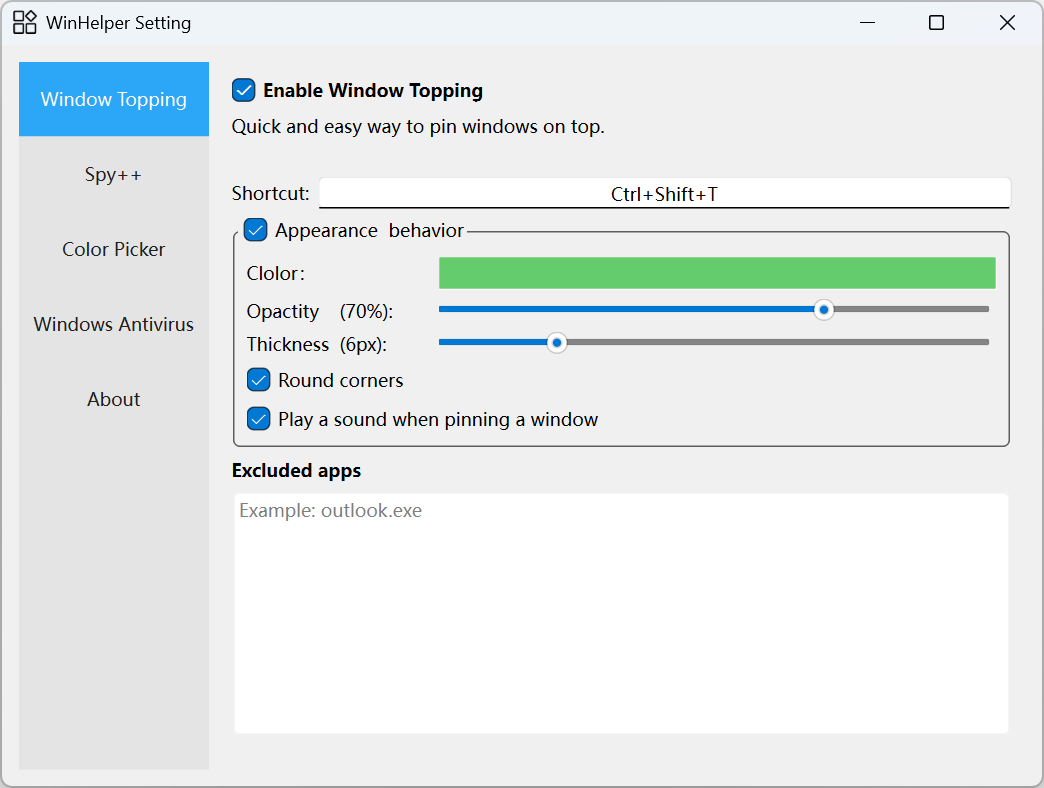 WinHelper Setting
Window Topping
Spy++
Color Picker
Windows Antivirus
About
Enable Window Topping
Quick and easy way to pin windows on top.
Shortcut: Ctrl+Shift+T
Appearance behavior
Clolor:
Opactity (70%):
Thickness (6px):
Round corners
Play a sound when pinning a window
Excluded apps
Example: outlook.exe